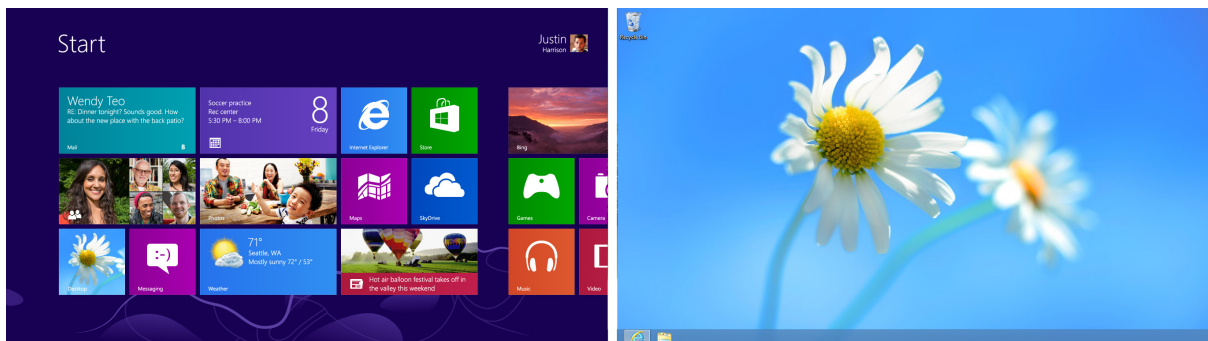 Start
Justin
Harrison
Wendy Teo
RE: Dinner tonight? Sounds good. How
about the new place with the back patio?
Mail
8
Soccer practice
Rec center
5:30 PM – 8:00 PM
8
Friday
Internet Explorer
Store
Bing
Photos
Maps
SkyDrive
Games
Camera
Desktop
Messaging
:-)
71°
Seattle, WA
Mostly sunny 72° / 53°
Weather
Hot air balloon festival takes off in
the valley this weekend
Music
Video
Recycle Bin